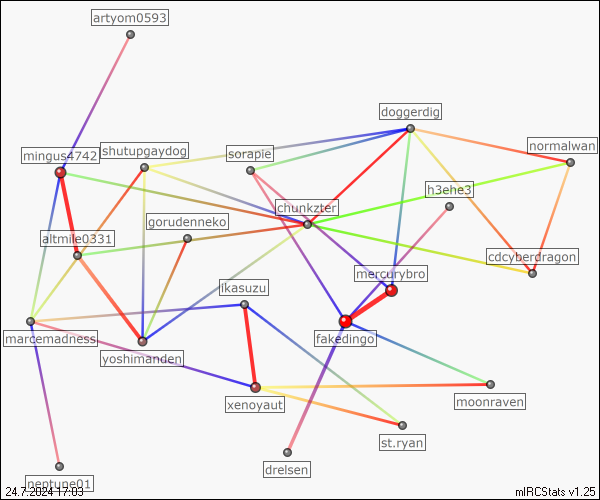 artyom0593
doggerdig
normalwan
shutupgaydog
mingus4742
sorapie
h3ehe3
chunkzter
gorudenneko
altmile0331
cdcyberdragon
mercurybro
ikasuzu
marcemadness
fakedingo
yoshimanden
moonraven
xenoyaut
st.ryan
drelsen
neptune01
24.7.2024 17:03
mIRCStats v1.25